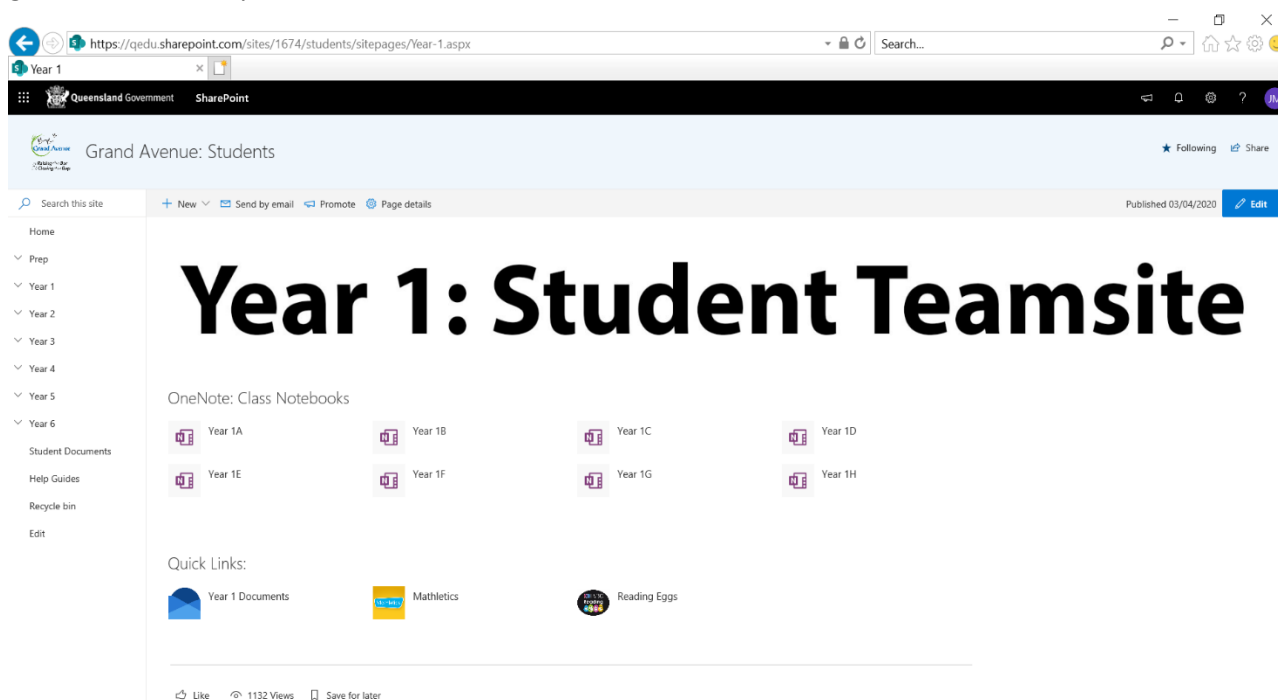 https://qedu.sharepoint.com/sites/1674/students/sitepages/Year-1.aspx
Search...
Year 1
Queensland Government SharePoint
JM
Grand Avenue
Grand Avenue: Students
Following Share
Search this site
New Send by email Promote Page details
Published 03/04/2020 Edit
Home
Prep
Year 1
Year 2
Year 3
Year 4
Year 5
Year 6
Student Documents
Help Guides
Recycle bin
Edit
Year 1: Student Teamsite
OneNote: Class Notebooks
Year 1A Year 1B Year 1C Year 1D
Year 1E Year 1F Year 1G Year 1H
Quick Links:
Year 1 Documents Mathletics Reading Eggs
Like 1132 Views Save for later